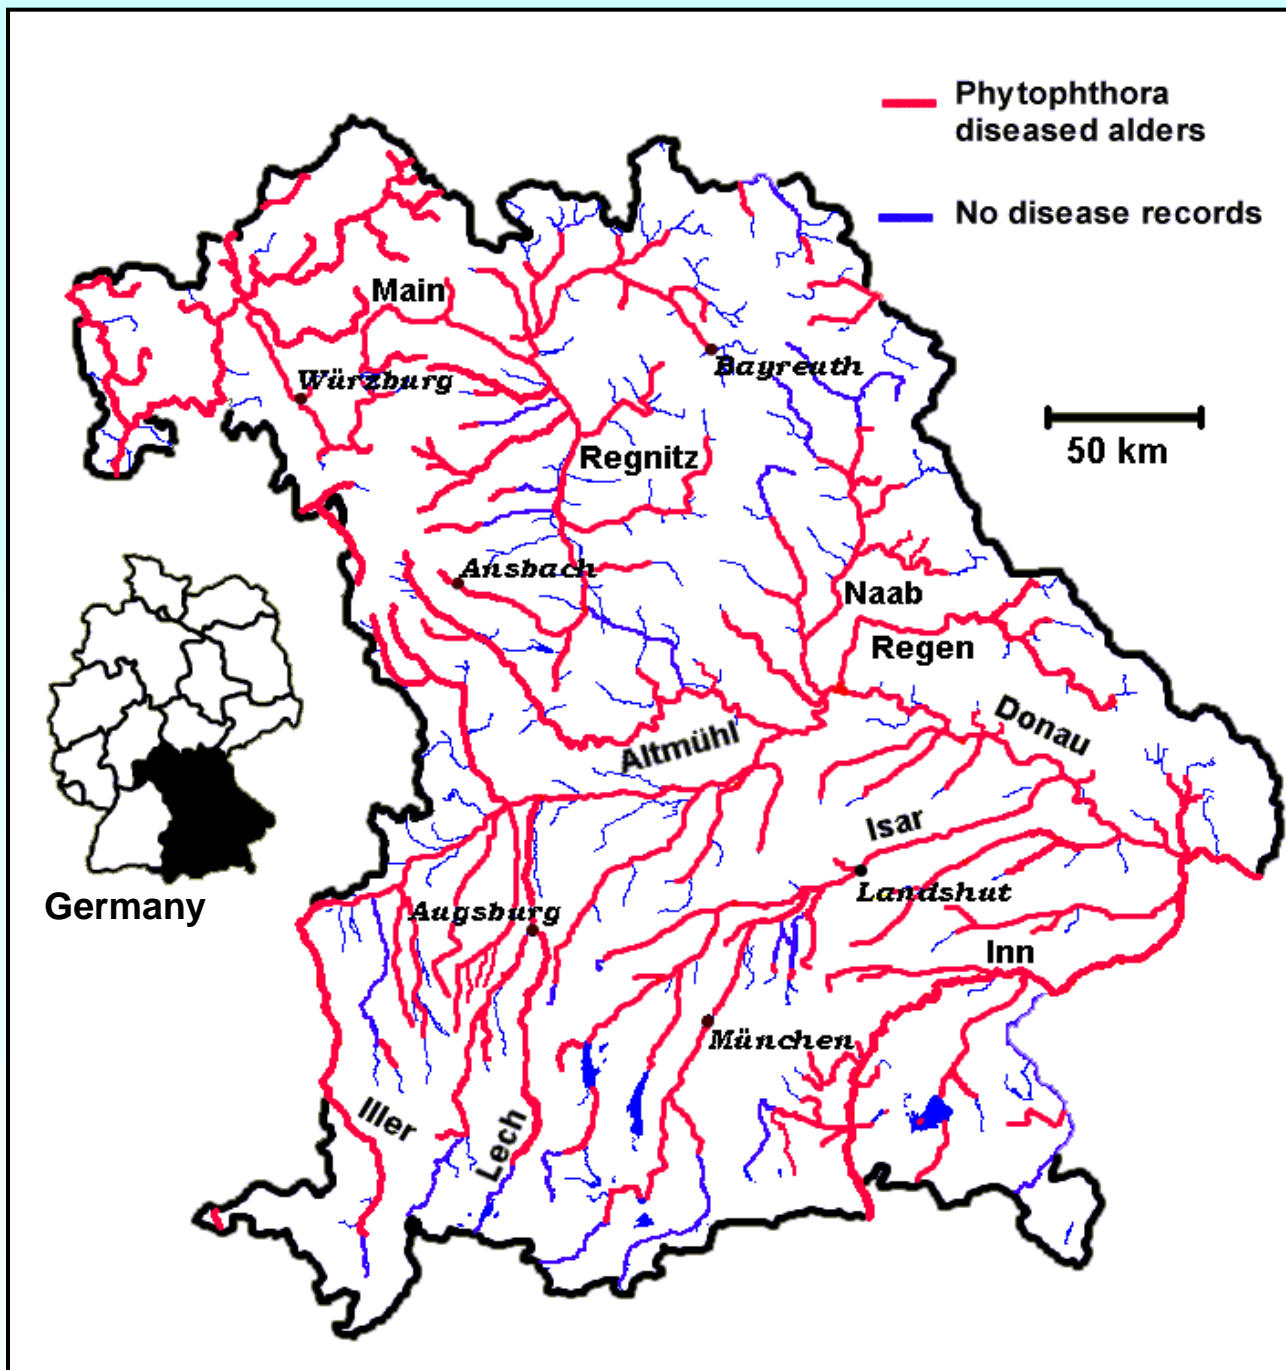 Phytophthora
diseased alders
No disease records
Main
Würzburg
Bayreuth
50 km
Regnitz
Ansbach
Naab
Regen
Donau
Altmühl
Isar
Landshut
Germany
Augsburg
Inn
München
Iller
Lech